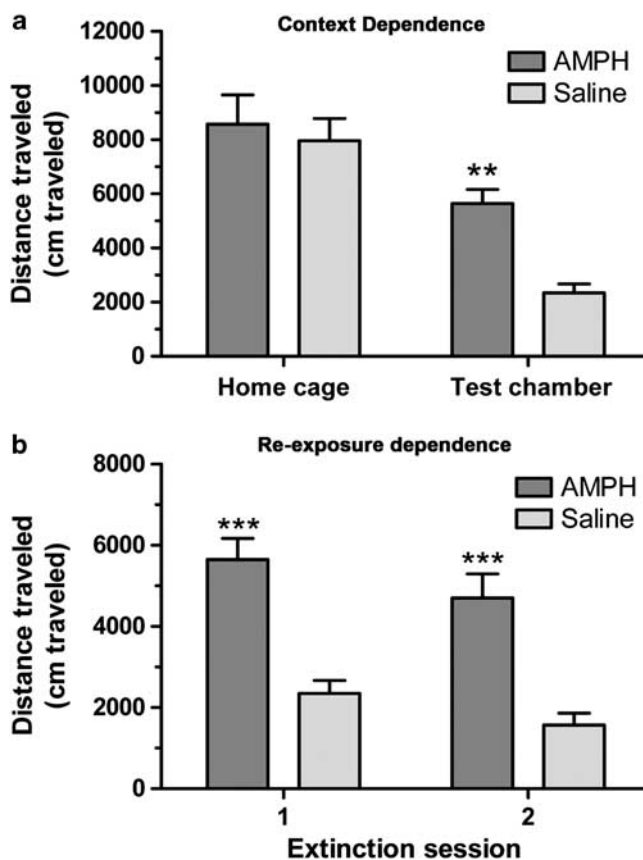 a
Context Dependence
12000
10000
8000
6000
4000
2000
0
Distance traveled
(cm traveled)
AMPH
Saline
**
Home cage
Test chamber
b
Re-exposure dependence
8000
6000
4000
2000
0
Distance traveled
(cm traveled)
AMPH
Saline
***
***
1
2
Extinction session